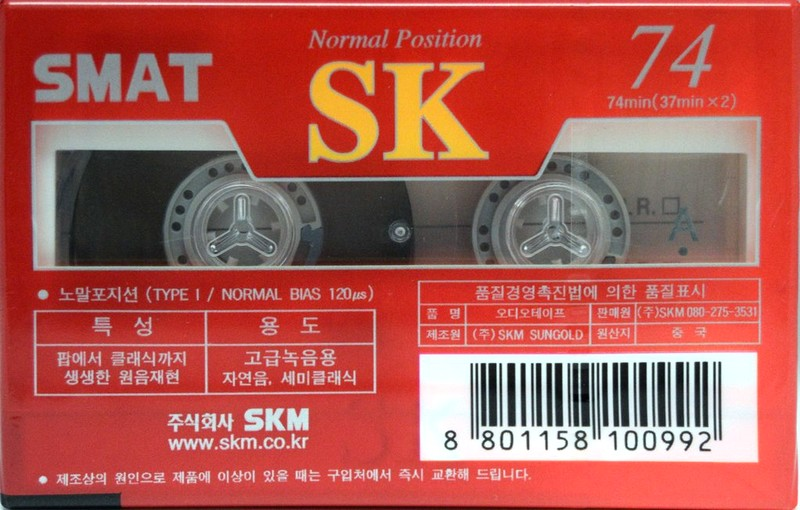 SMAT
Normal Position
SK
74
74min(37min×2)
.R.
A
• 노말포지션 (TYPE I / NORMAL BIAS 120μs)
특 성 용 도
팝에서 클래식까지 고급녹음용
생생한 원음재현 자연음, 세미클래식
품질경영촉진법에 의한 품질표시
품 명 오디오테이프 판매원 (주)SKM 080-275-3531
제조원 (주) SKM SUNGOLD 원산지 중 국
주식회사 SKM
www.skm.co.kr
8 801158 100992
• 제조상의 원인으로 제품에 이상이 있을 때는 구입처에서 즉시 교환해 드립니다.